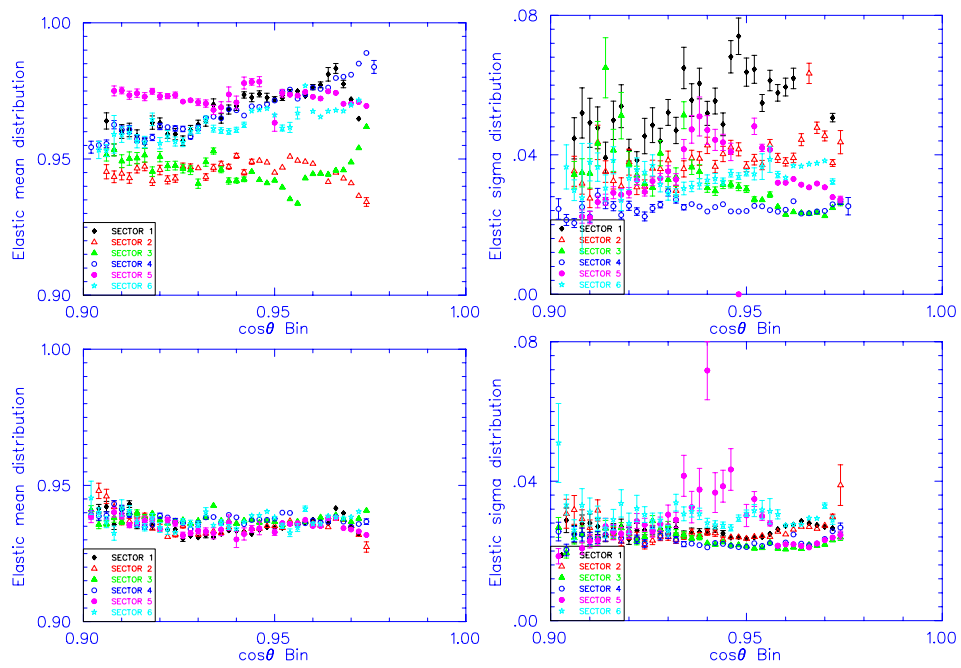 1.00
0.95
0.90
Elastic mean distribution
SECTOR 1
SECTOR 2
SECTOR 3
SECTOR 4
SECTOR 5
SECTOR 6
0.90
0.95
1.00
cosθ Bin
.08
.04
.00
Elastic sigma distribution
SECTOR 1
SECTOR 2
SECTOR 3
SECTOR 4
SECTOR 5
SECTOR 6
0.90
0.95
1.00
cosθ Bin
1.00
0.95
0.90
Elastic mean distribution
SECTOR 1
SECTOR 2
SECTOR 3
SECTOR 4
SECTOR 5
SECTOR 6
0.90
0.95
1.00
cosθ Bin
.08
.04
.00
Elastic sigma distribution
SECTOR 1
SECTOR 2
SECTOR 3
SECTOR 4
SECTOR 5
SECTOR 6
0.90
0.95
1.00
cosθ Bin